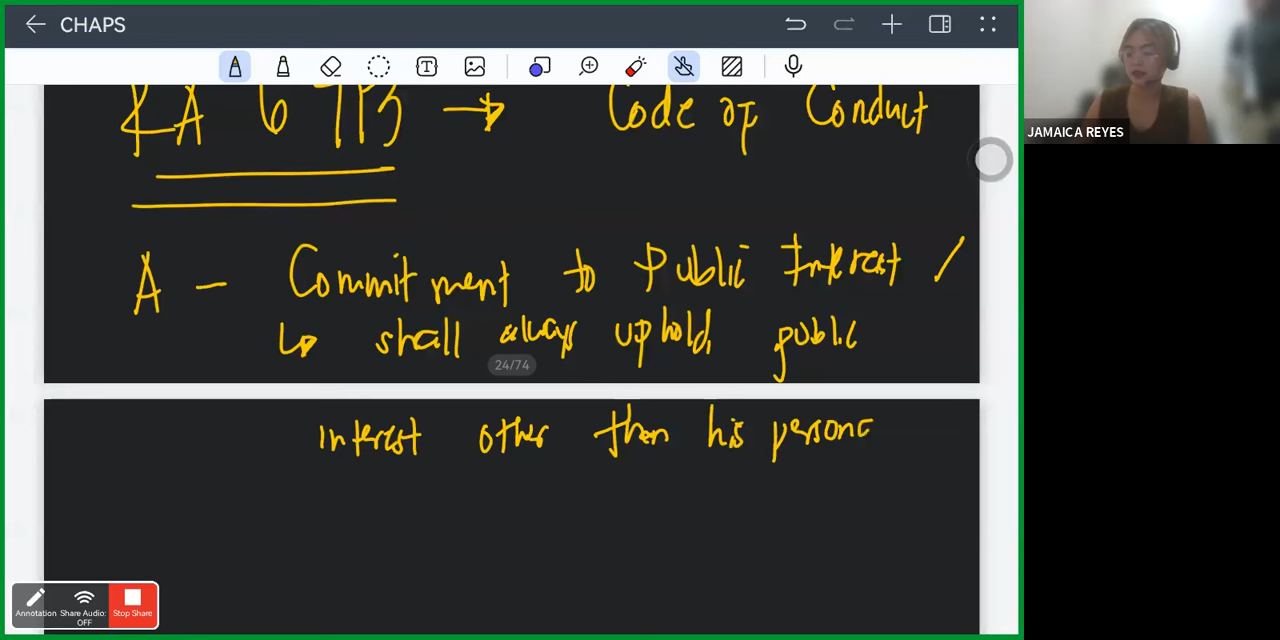 CHAPS
RA 6713 → Code of Conduct
A - Commitment to Public Interest /
↳ shall always uphold public
24/74
interest other than his persona
Annotation
Share Audio: OFF
Stop Share
JAMAICA REYES